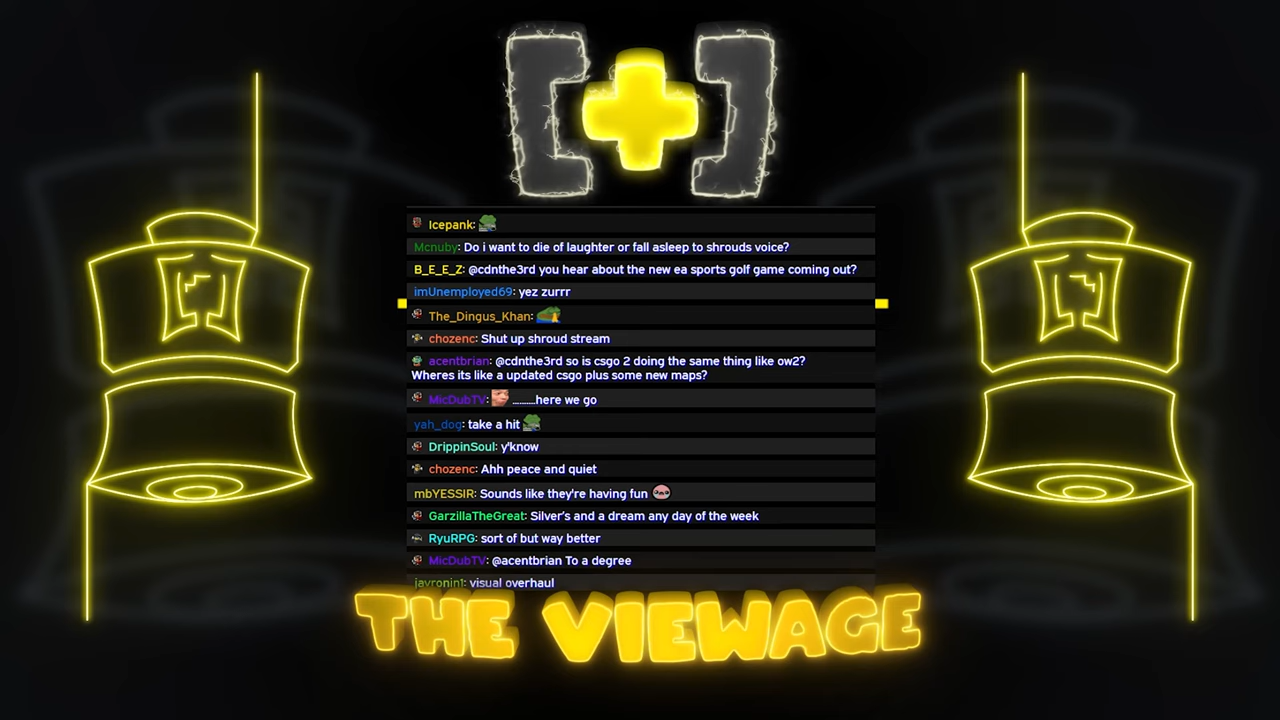 Icepank:
Mcnuby: Do i want to die of laughter or fall asleep to shrouds voice?
B_E_E_Z: @cdnthe3rd you hear about the new ea sports golf game coming out?
imUnemployed69: yez zurrr
The_Dingus_Khan:
chozenc: Shut up shroud stream
acentbrian: @cdnthe3rd so is csgo 2 doing the same thing like ow2?
Wheres its like a updated csgo plus some new maps?
MicDubTV: ..........here we go
yah_dog: take a hit
DrippinSoul: y'know
chozenc: Ahh peace and quiet
mbYESSIR: Sounds like they're having fun
GarzillaTheGreat: Silver's and a dream any day of the week
RyuRPG: sort of but way better
MicDubTV: @acentbrian To a degree
jayronin1: visual overhaul
THE VIEWAGE